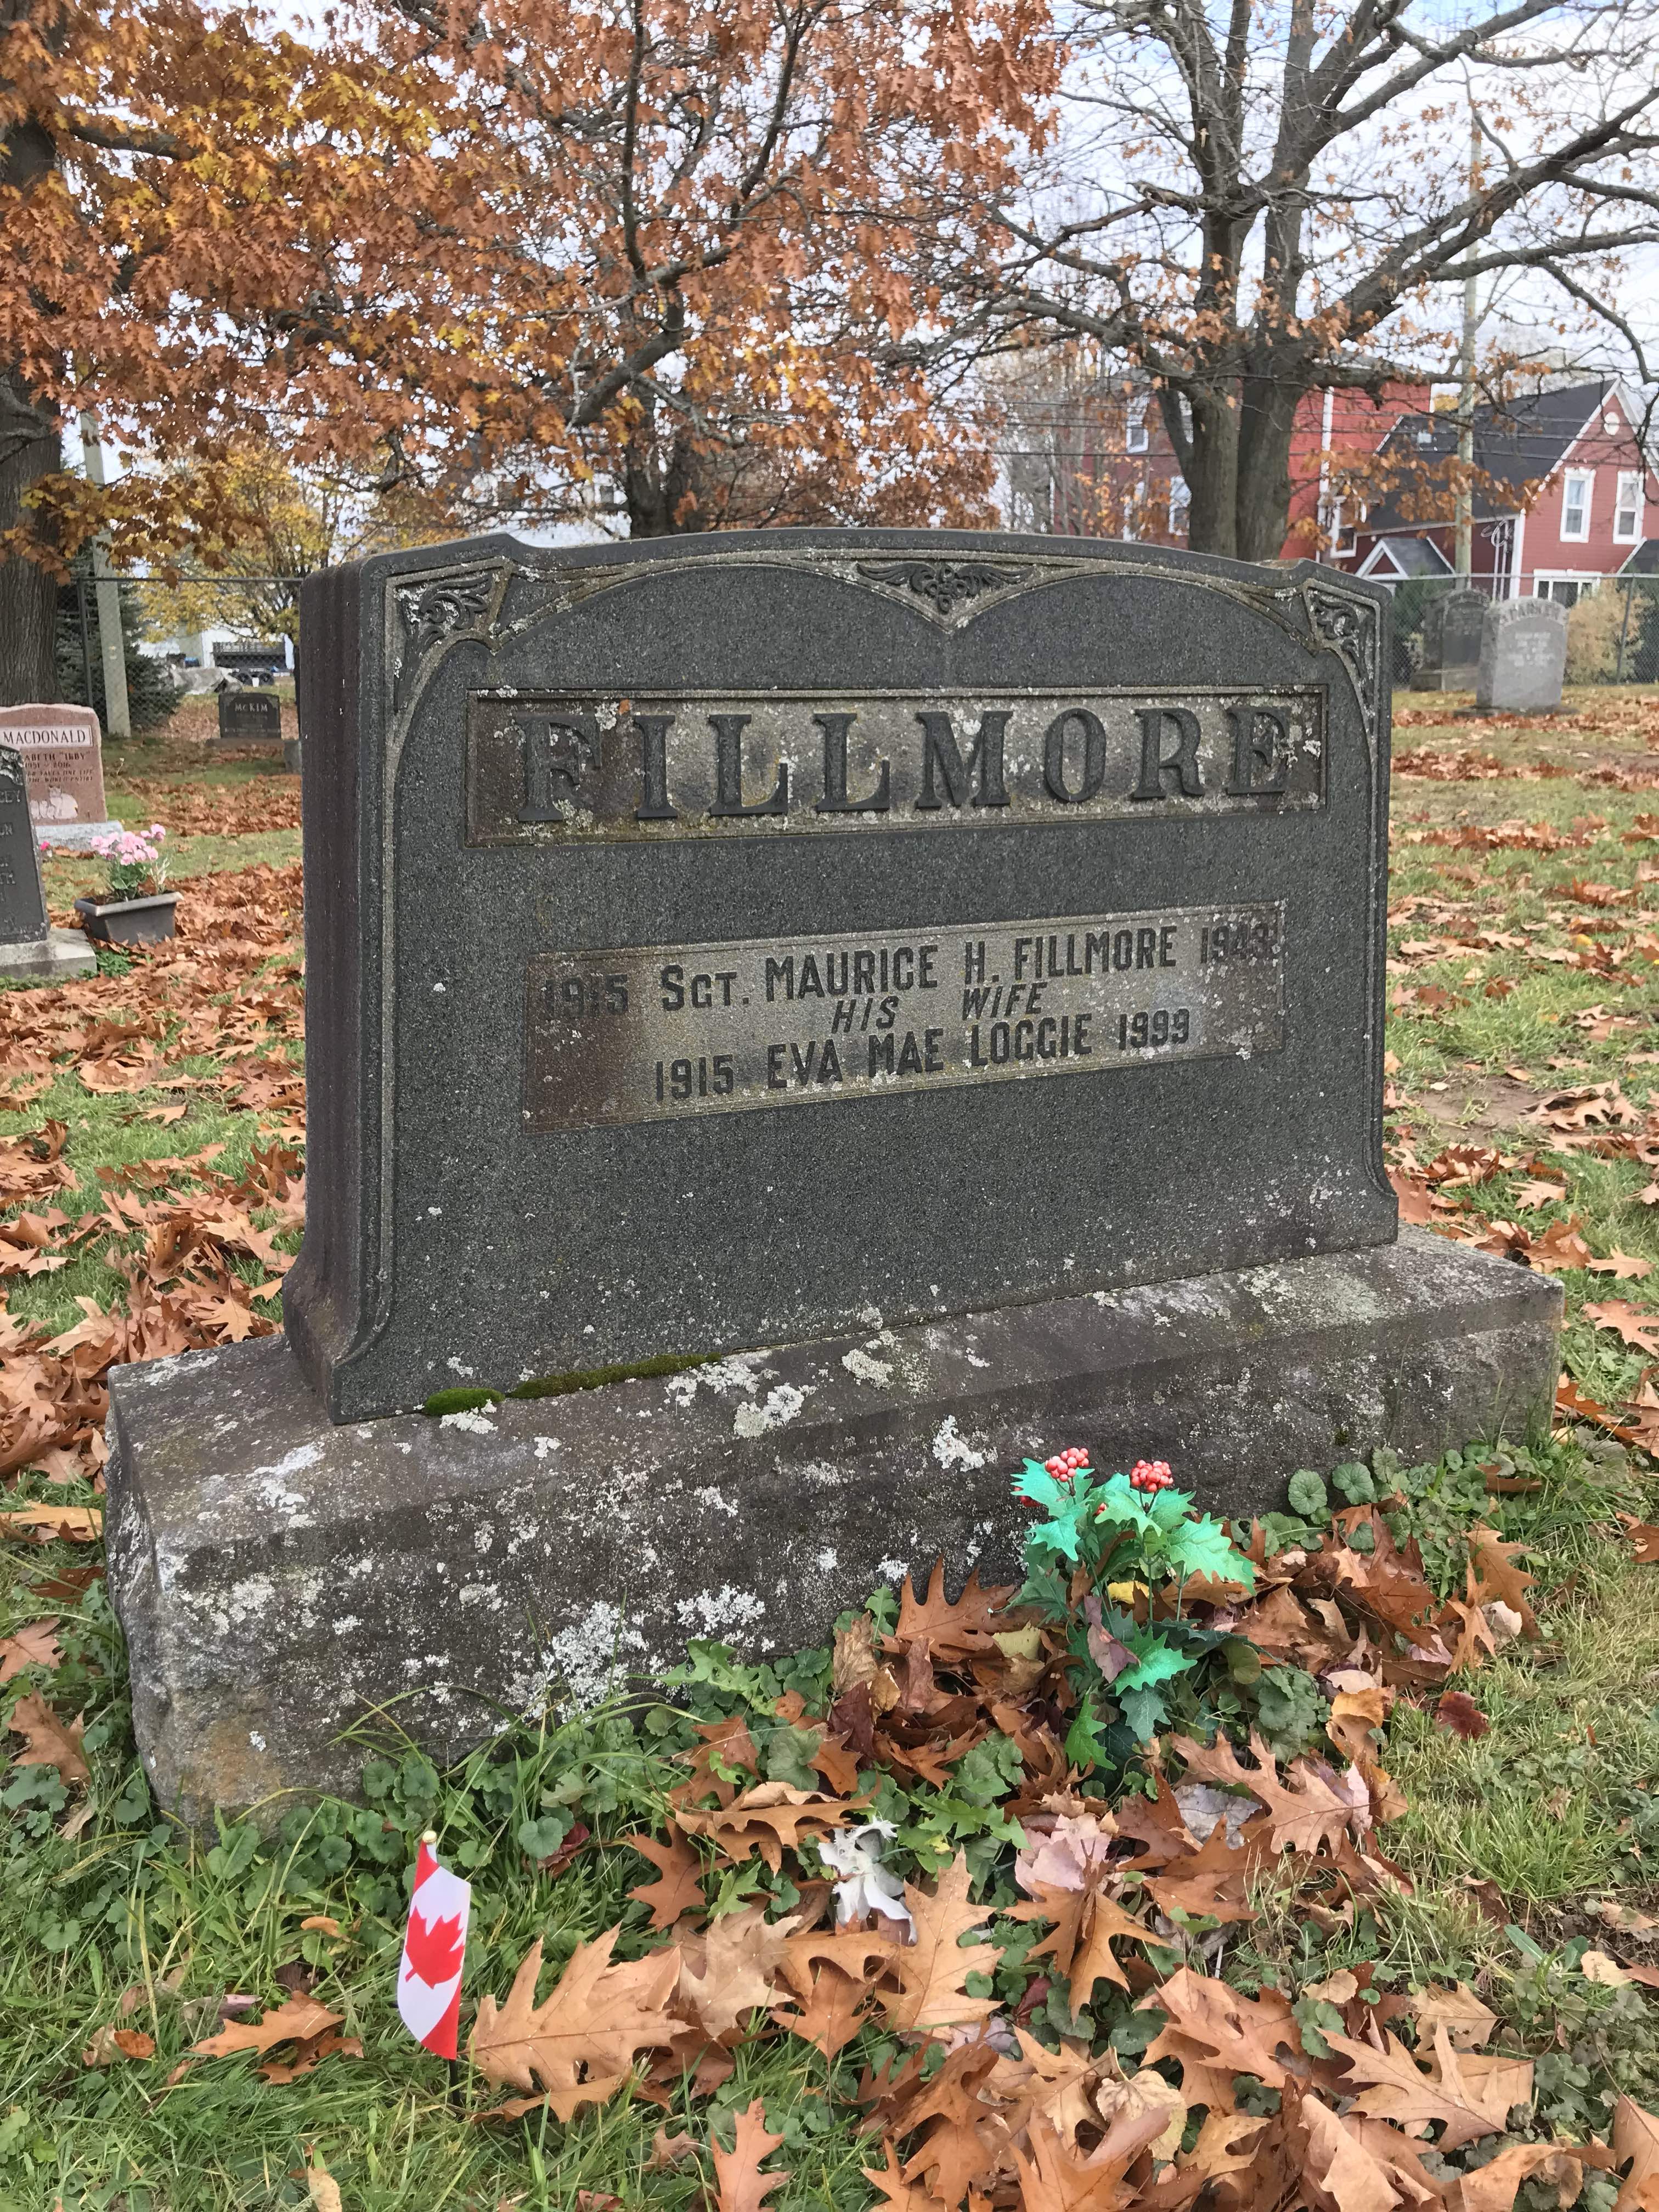 FILLMORE
1915 SGT. MAURICE H. FILLMORE 1943
HIS WIFE
1915 EVA MAE LOGGIE 1999
MCKIM
MACDONALD